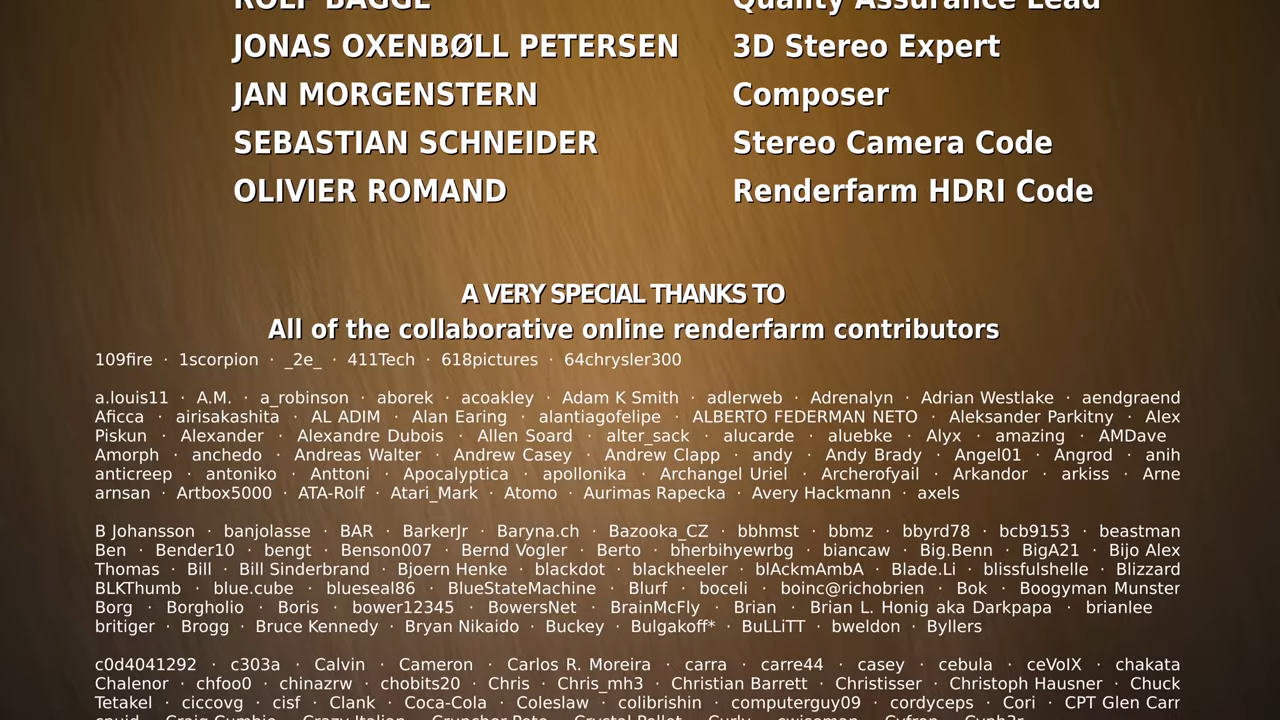 ROLF BAGGE Quality Assurance Lead
JONAS OXENBØLL PETERSEN 3D Stereo Expert
JAN MORGENSTERN Composer
SEBASTIAN SCHNEIDER Stereo Camera Code
OLIVIER ROMAND Renderfarm HDRI Code
A VERY SPECIAL THANKS TO
All of the collaborative online renderfarm contributors
109fire · 1scorpion · _2e_ · 411Tech · 618pictures · 64chrysler300
a.louis11 · A.M. · a_robinson · aborek · acoakley · Adam K Smith · adlerweb · Adrenalyn · Adrian Westlake · aendgraend
Aficca · airisakashita · AL ADIM · Alan Earing · alantiagofelipe · ALBERTO FEDERMAN NETO · Aleksander Parkitny · Alex
Piskun · Alexander · Alexandre Dubois · Allen Soard · alter_sack · alucarde · aluebke · Alyx · amazing · AMDave
Amorph · anchedo · Andreas Walter · Andrew Casey · Andrew Clapp · andy · Andy Brady · Angel01 · Angrod · anih
anticreep · antoniko · Anttoni · Apocalyptica · apollonika · Archangel Uriel · Archerofyail · Arkandor · arkiss · Arne
arnsan · Artbox5000 · ATA-Rolf · Atari_Mark · Atomo · Aurimas Rapecka · Avery Hackmann · axels
B Johansson · banjolasse · BAR · BarkerJr · Baryna.ch · Bazooka_CZ · bbhmst · bbmz · bbyrd78 · bcb9153 · beastman
Ben · Bender10 · bengt · Benson007 · Bernd Vogler · Berto · bherbihyewrbg · biancaw · Big.Benn · BigA21 · Bijo Alex
Thomas · Bill · Bill Sinderbrand · Bjoern Henke · blackdot · blackheeler · blAckmAmbA · Blade.Li · blissfulshelle · Blizzard
BLKThumb · blue.cube · blueseal86 · BlueStateMachine · Blurf · boceli · boinc@richobrien · Bok · Boogyman Munster
Borg · Borgholio · Boris · bower12345 · BowersNet · BrainMcFly · Brian · Brian L. Honig aka Darkpapa · brianlee
britiger · Brogg · Bruce Kennedy · Bryan Nikaido · Buckey · Bulgakoff* · BuLLiTT · bweldon · Byllers
c0d4041292 · c303a · Calvin · Cameron · Carlos R. Moreira · carra · carre44 · casey · cebula · ceVoIX · chakata
Chalenor · chfoo0 · chinazrw · chobits20 · Chris · Chris_mh3 · Christian Barrett · Christisser · Christoph Hausner · Chuck
Tetakel · ciccovg · cisf · Clank · Coca-Cola · Coleslaw · colibrishin · computerguy09 · cordyceps · Cori · CPT Glen Carr